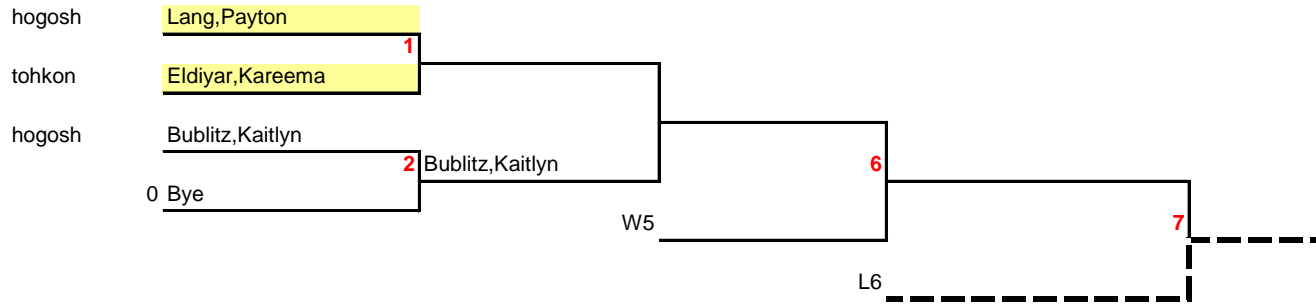 hogosh Lang,Payton
1
tohkon Eldiyar,Kareema
hogosh Bublitz,Kaitlyn
2 Bublitz,Kaitlyn 6
0 Bye
W5 7
L6